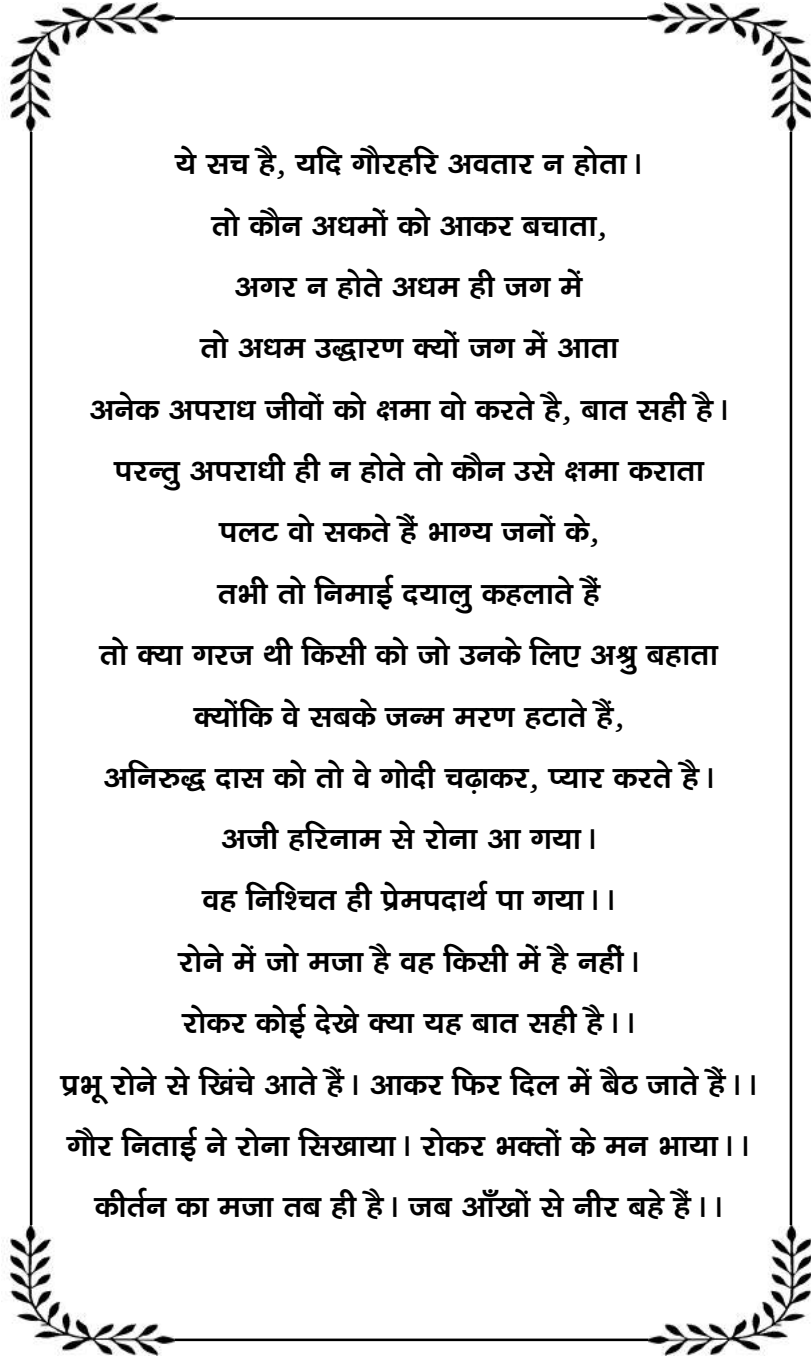 ये सच है, यदि गौरहरि अवतार न होता।
तो कौन अधमों को आकर बचाता,
अगर न होते अधम ही जग में
तो अधम उद्धारण क्यों जग में आता
अनेक अपराध जीवों को क्षमा वो करते है, बात सही है।
परन्तु अपराधी ही न होते तो कौन उसे क्षमा कराता
पलट वो सकते हैं भाग्य जनों के,
तभी तो निमाई दयालु कहलाते हैं
तो क्या गरज थी किसी को जो उनके लिए अश्रु बहाता
क्योंकि वे सबके जन्म मरण हटाते हैं,
अनिरुद्ध दास को तो वे गोदी चढ़ाकर, प्यार करते है।
अजी हरिनाम से रोना आ गया।
वह निश्चित ही प्रेमपदार्थ पा गया।।
रोने में जो मजा है वह किसी में है नहीं।
रोकर कोई देखे क्या यह बात सही है।।
प्रभू रोने से खिंचे आते हैं। आकर फिर दिल में बैठ जाते हैं।।
गौर निताई ने रोना सिखाया। रोकर भक्तों के मन भाया।।
कीर्तन का मजा तब ही है। जब आँखों से नीर बहे हैं।।